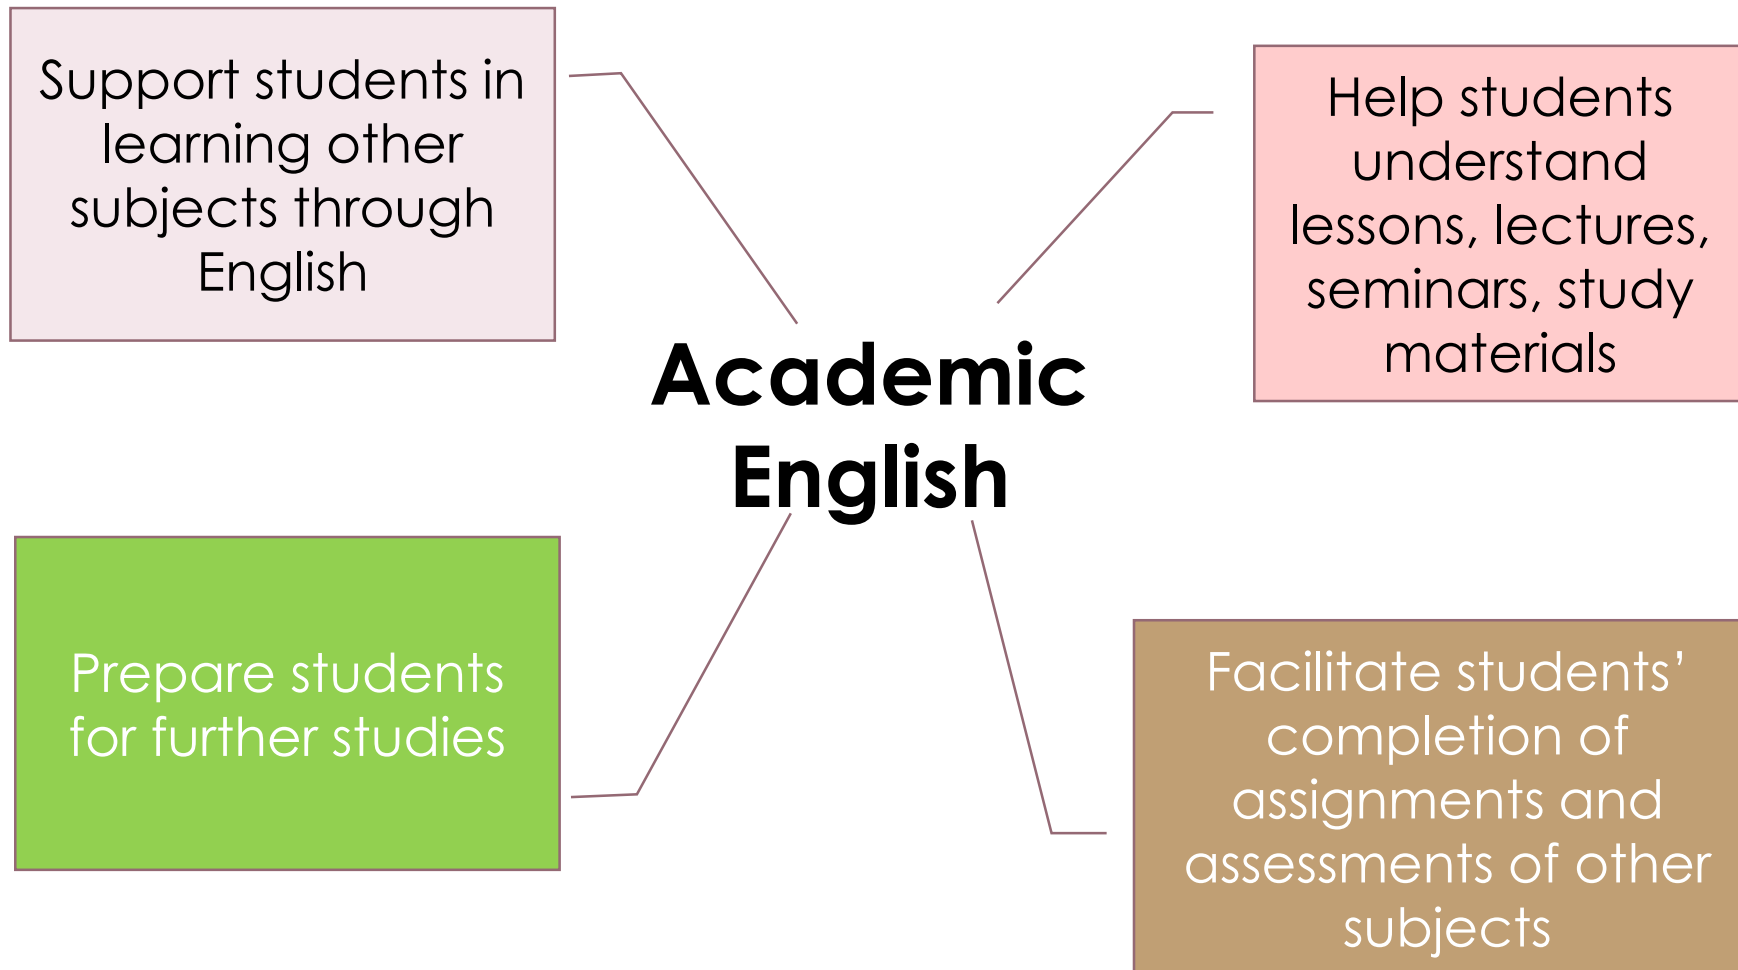 Support students in
learning other
subjects through
English
Help students
understand
lessons, lectures,
seminars, study
materials
Academic
English
Prepare students
for further studies
Facilitate students’
completion of
assignments and
assessments of other
subjects